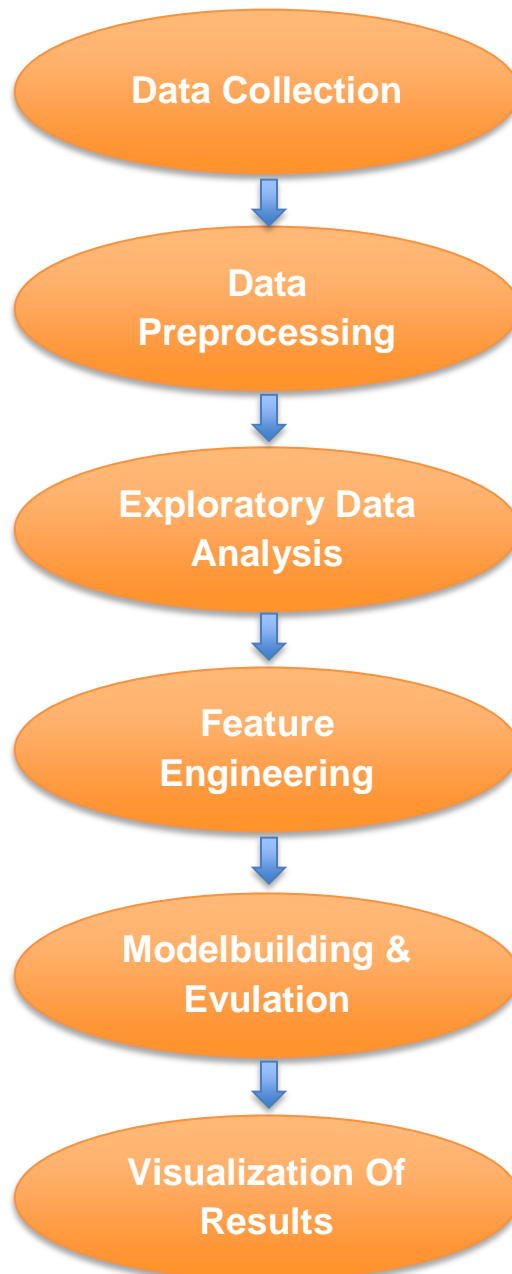 Data Collection
Data
Preprocessing
Exploratory Data
Analysis
Feature
Engineering
Modelbuilding &
Evulation
Visualization Of
Results